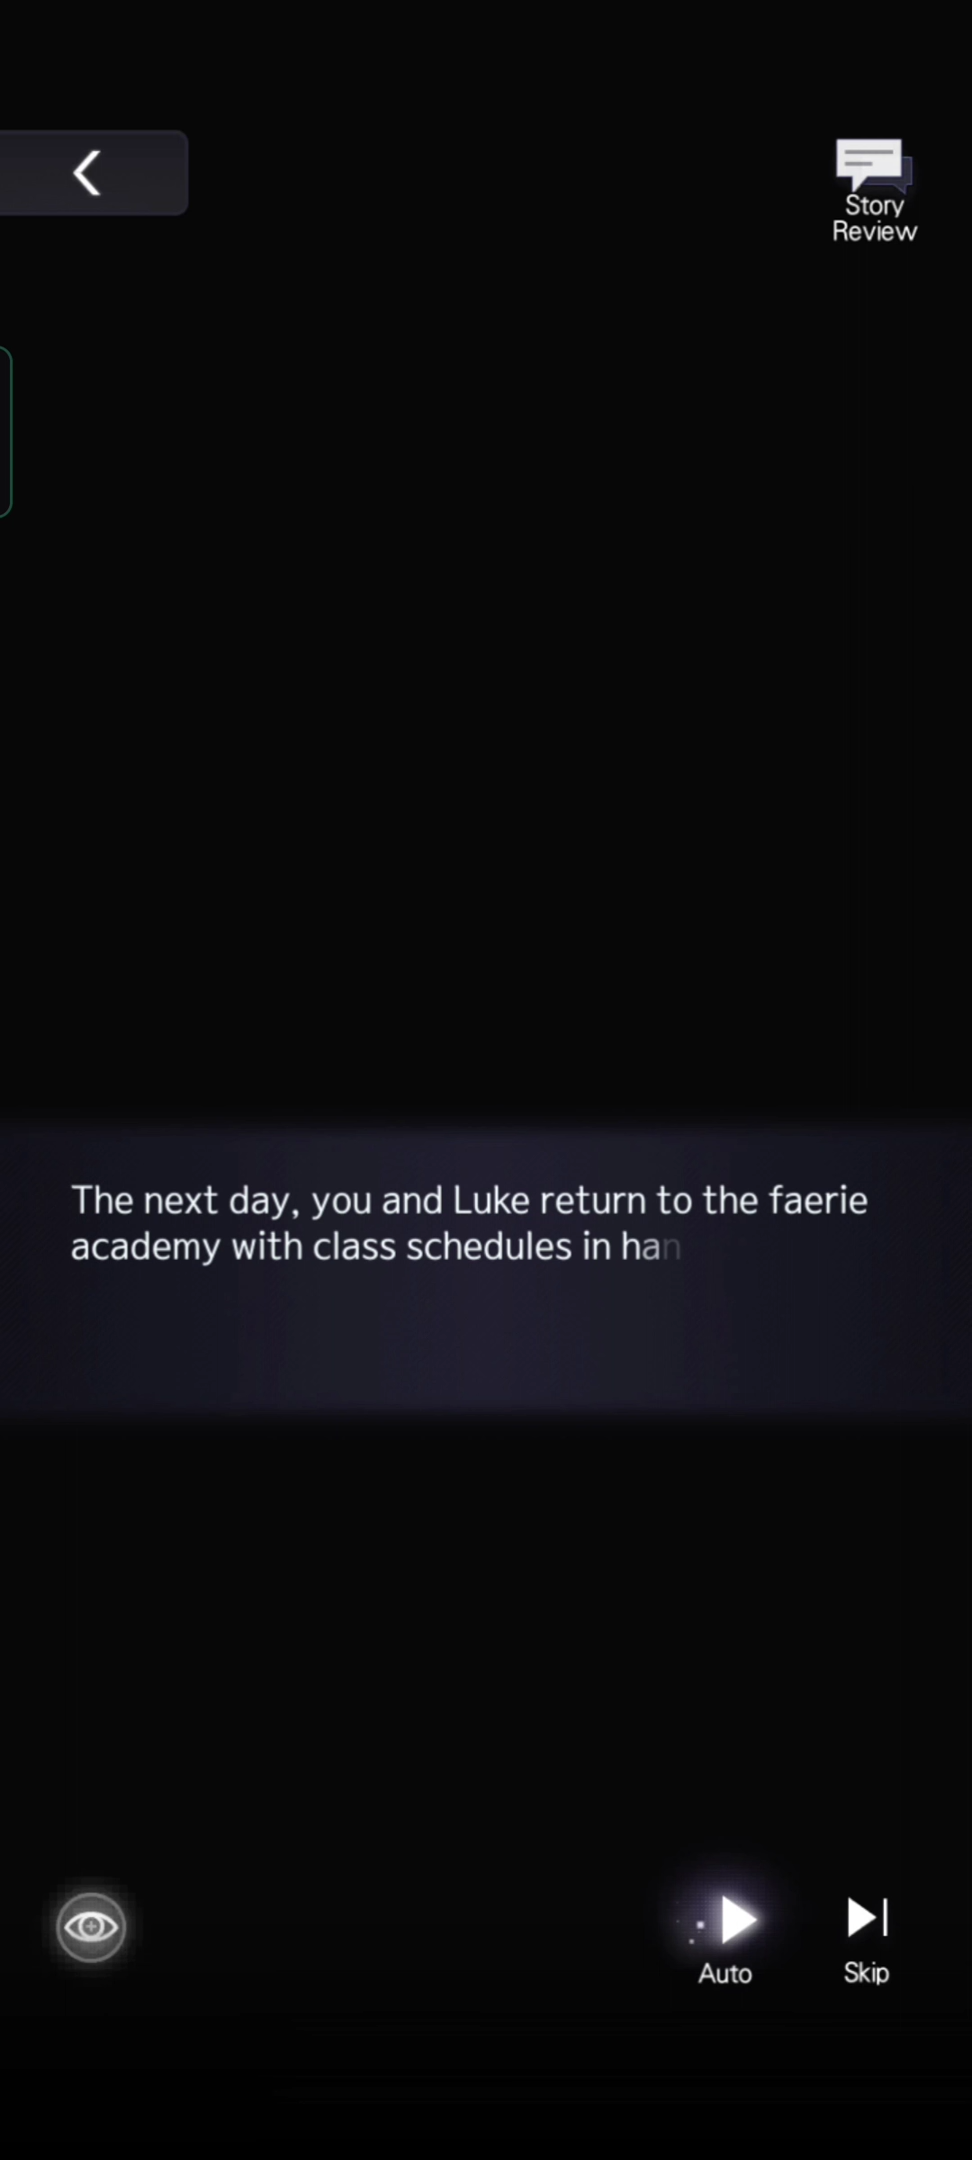 Story
Review
The next day, you and Luke return to the faerie
academy with class schedules in han
Auto
Skip